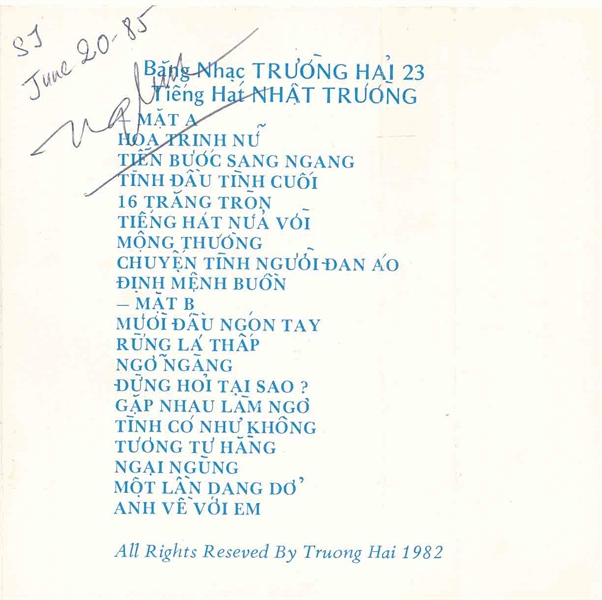 SJ
June 20-85
Băng Nhạc TRƯỜNG HẢI 23
Tiếng Hát NHẬT TRƯỜNG
– MẶT A
HOA TRINH NỮ
TIỄN BƯỚC SANG NGANG
TÌNH ĐẦU TÌNH CUỐI
16 TRĂNG TRÒN
TIẾNG HÁT NỬA VỜI
MỘNG THƯỜNG
CHUYỆN TÌNH NGƯỜI ĐAN ÁO
ĐỊNH MỆNH BUỒN
– MẶT B
MƯỜI ĐẦU NGÓN TAY
RỪNG LÁ THẤP
NGỠ NGÀNG
ĐỪNG HỎI TẠI SAO ?
GẶP NHAU LÀM NGƠ
TÌNH CÓ NHƯ KHÔNG
TƯƠNG TƯ HẰNG
NGẠI NGÙNG
MỘT LẦN DANG DỞ
ANH VỀ VỚI EM
All Rights Reseved By Truong Hai 1982